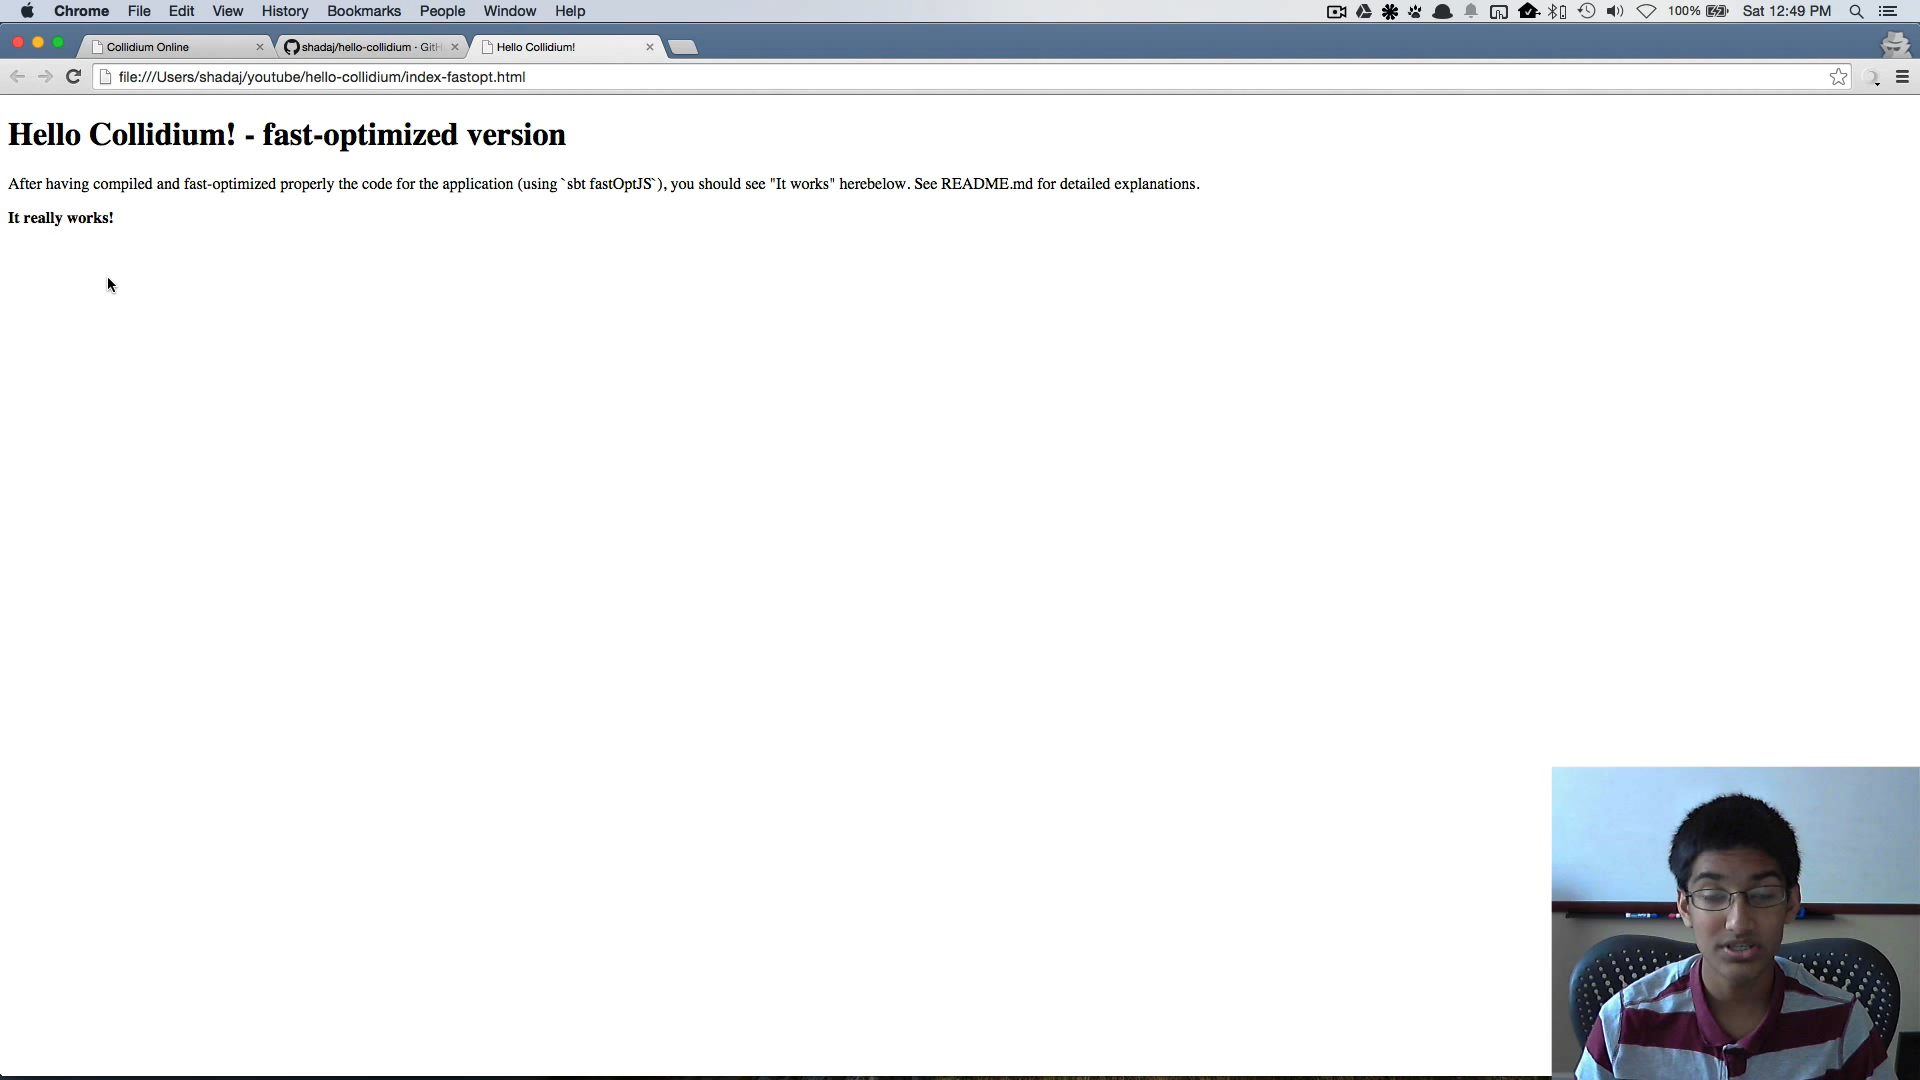 Chrome File Edit View History Bookmarks People Window Help 100% Sat 12:49 PM
Collidium Online shadaj/hello-collidium · GitH Hello Collidium!
file:///Users/shadaj/youtube/hello-collidium/index-fastopt.html
Hello Collidium! - fast-optimized version
After having compiled and fast-optimized properly the code for the application (using `sbt fastOptJS`), you should see "It works" herebelow. See README.md for detailed explanations.
It really works!